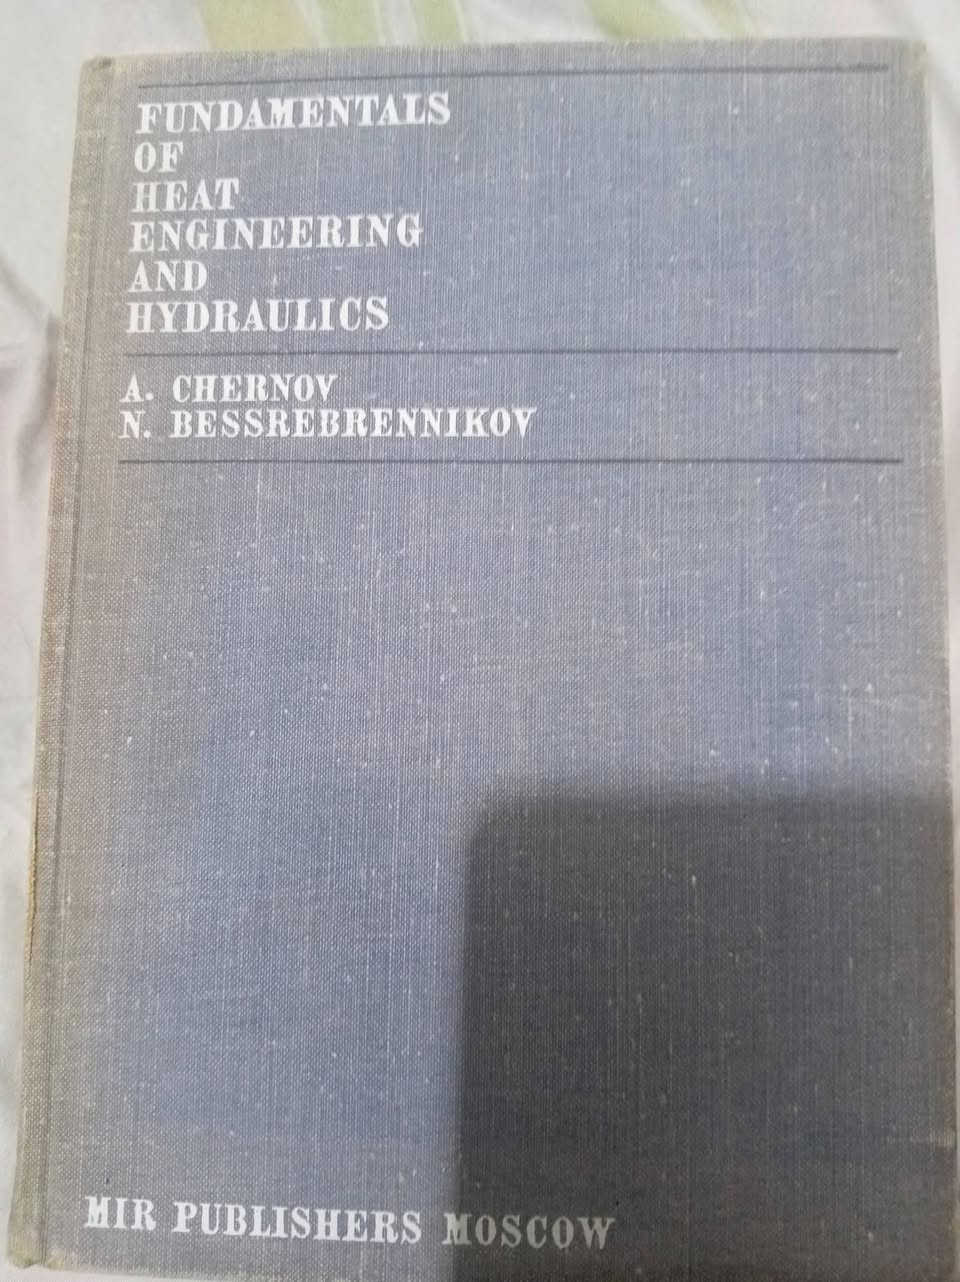 FUNDAMENTALS
OF
HEAT
ENGINEERING
AND
HYDRAULICS
A. CHERNOV
N. BESSREBRENNIKOV
MIR PUBLISHERS MOSCOW